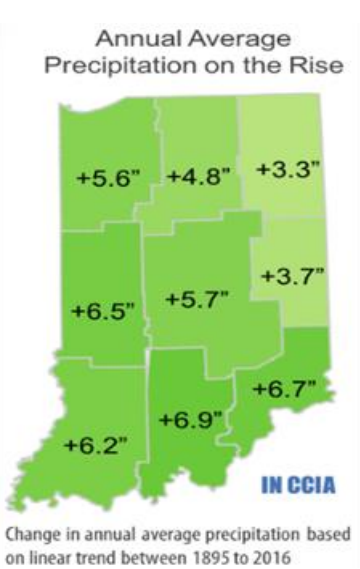 Annual Average
Precipitation on the Rise
+5.6”
+4.8”
+3.3”
+6.5”
+5.7”
+3.7”
+6.2”
+6.9”
+6.7”
IN CCIA
Change in annual average precipitation based
on linear trend between 1895 to 2016